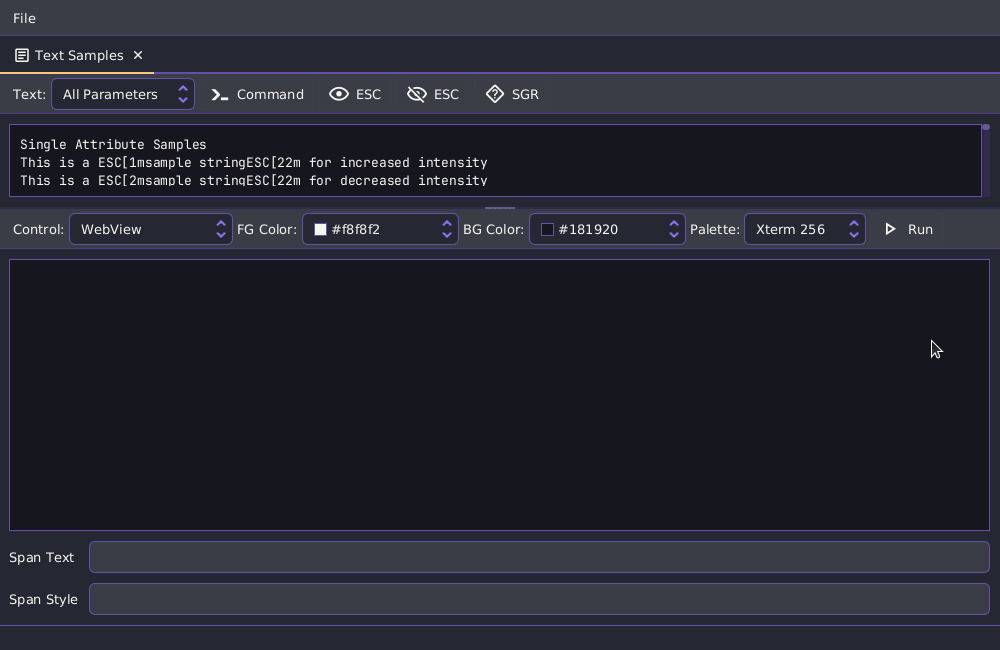 File
Text Samples
Text: All Parameters Command ESC ESC SGR
Single Attribute Samples
This is a ESC[1msample stringESC[22m for increased intensity
This is a ESC[2msample stringESC[22m for decreased intensity
Control: WebView FG Color: #f8f8f2 BG Color: #181920 Palette: Xterm 256 Run
Span Text
Span Style